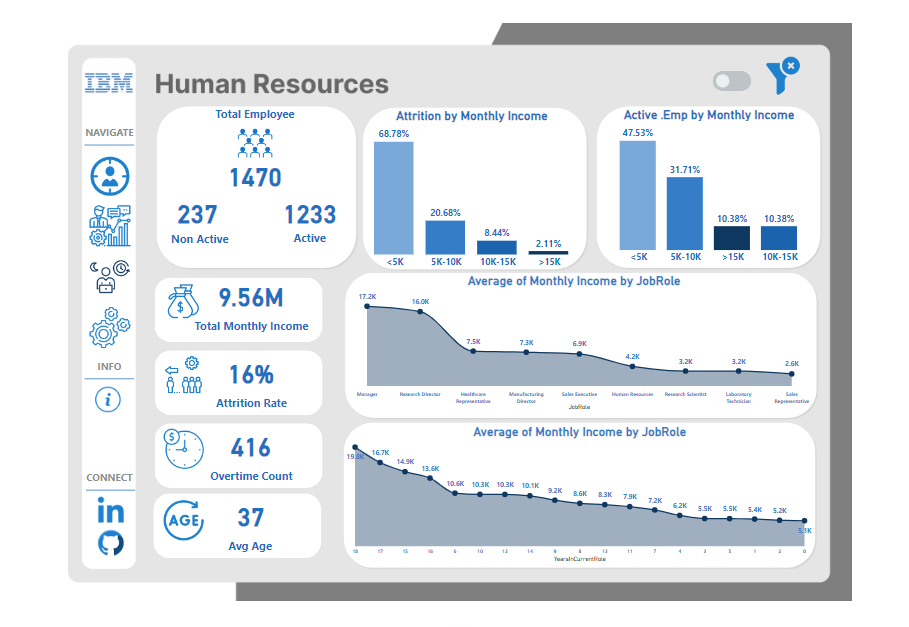 IBM
Human Resources
NAVIGATE
INFO
CONNECT
in
Total Employee
1470
237
1233
Non Active
Active
Attrition by Monthly Income
68.78%
20.68%
8.44%
2.11%
<5K
5K-10K
10K-15K
>15K
Active .Emp by Monthly Income
47.53%
31.71%
10.38%
10.38%
<5K
5K-10K
>15K
10K-15K
$
9.56M
Total Monthly Income
16%
Attrition Rate
$
416
Overtime Count
AGE
37
Avg Age
Average of Monthly Income by JobRole
17.2K
16.0K
7.5K
7.3K
6.9K
4.2K
3.2K
3.2K
2.6K
Manager
Research Director
Healthcare
Representative
Manufacturing
Director
Sales Executive
Human Resources
Research Scientist
Laboratory
Technician
Sales
Representative
JobRole
Average of Monthly Income by JobRole
19.8K
16.7K
14.9K
13.6K
10.6K
10.3K
10.3K
10.1K
9.2K
8.6K
8.3K
7.9K
7.2K
6.2K
5.5K
5.5K
5.4K
5.2K
5.1K
18
17
15
16
6
10
12
14
9
8
13
11
7
4
3
5
1
2
0
YearsInCurrentRole